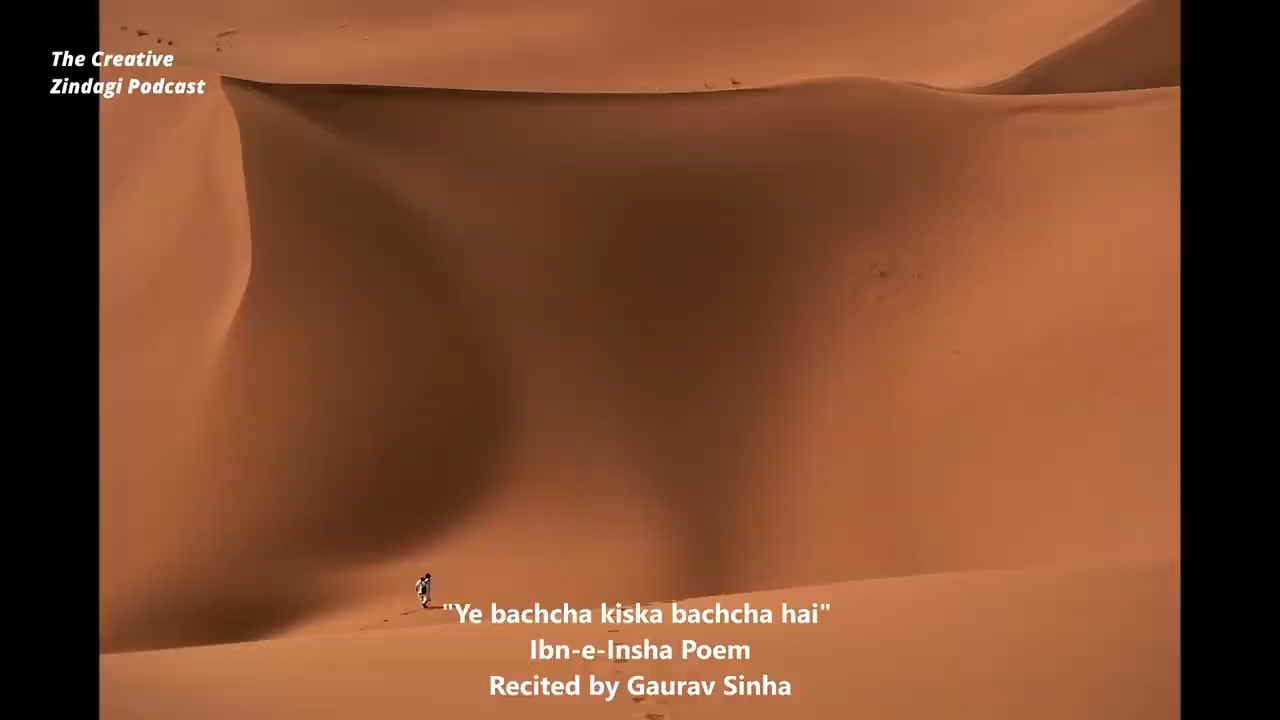 The Creative
Zindagi Podcast
"Ye bachcha kiska bachcha hai"
Ibn-e-Insha Poem
Recited by Gaurav Sinha